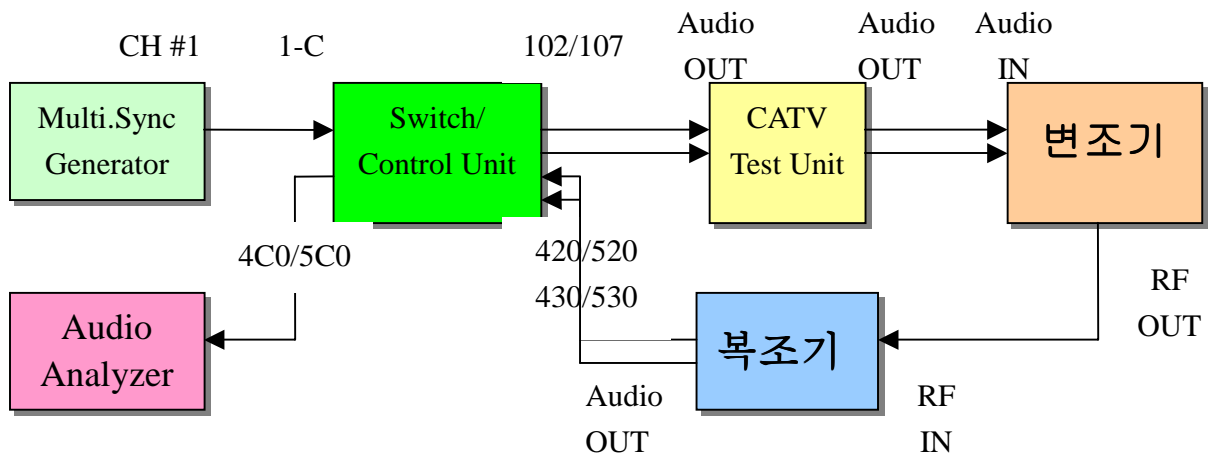 CH #1
1-C
102/107
Audio
OUT
Audio
OUT
Audio
IN
Multi.Sync
Generator
Switch/
Control Unit
CATV
Test Unit
변조기
4C0/5C0
420/520
430/530
RF
OUT
Audio
Analyzer
복조기
Audio
OUT
RF
IN